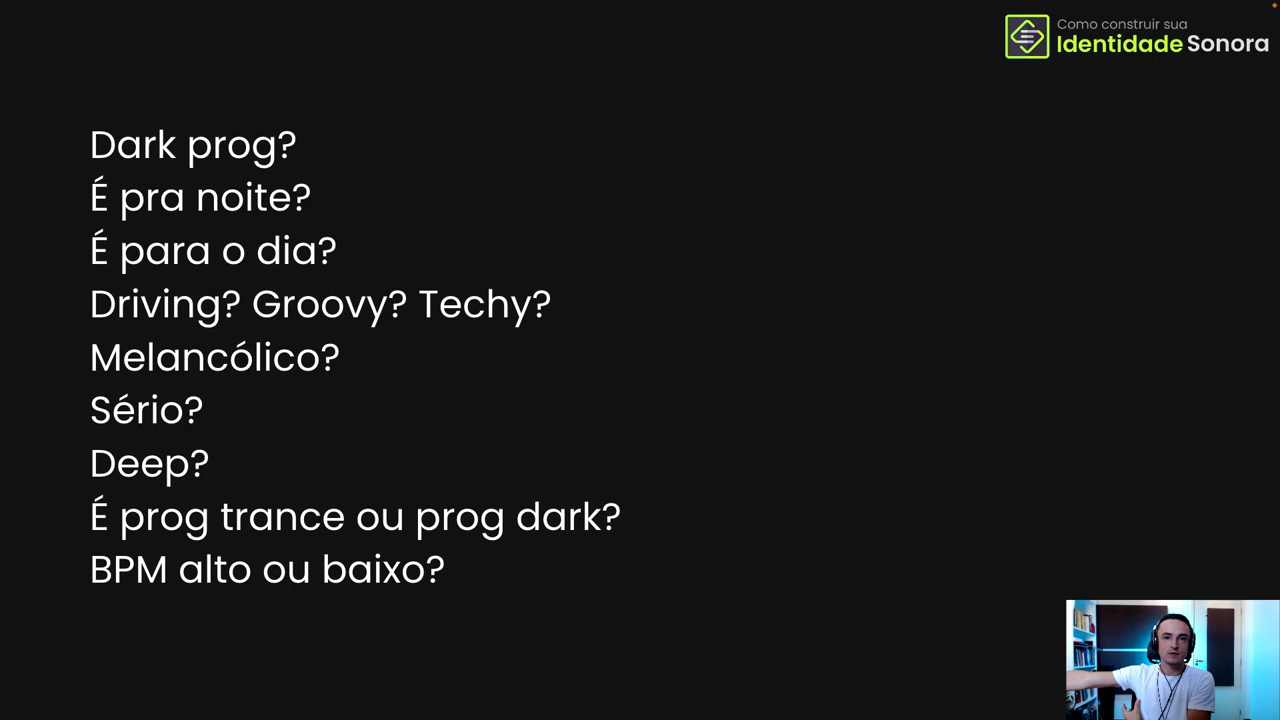 Como construir sua
Identidade Sonora
Dark prog?
É pra noite?
É para o dia?
Driving? Groovy? Techy?
Melancólico?
Sério?
Deep?
É prog trance ou prog dark?
BPM alto ou baixo?